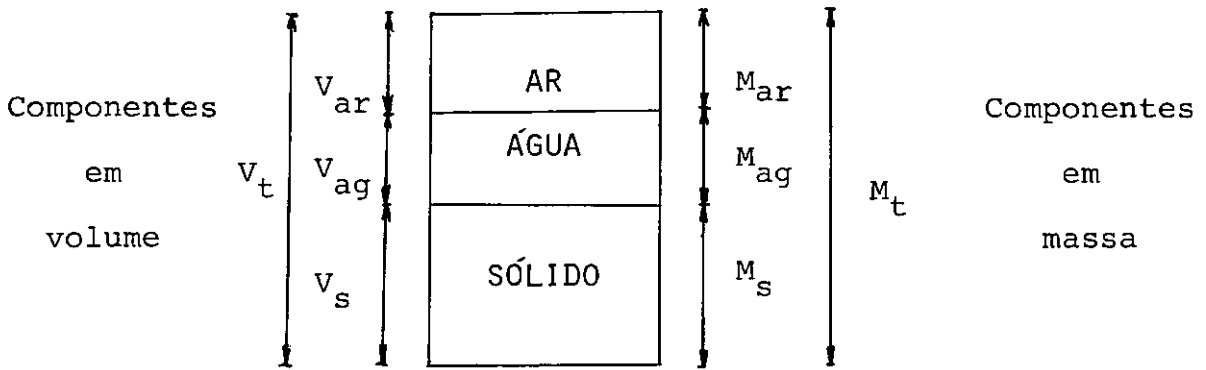 Componentes
em
volume
V_t
V_ar
V_ag
V_s
AR
ÁGUA
SÓLIDO
M_ar
M_ag
M_s
M_t
Componentes
em
massa